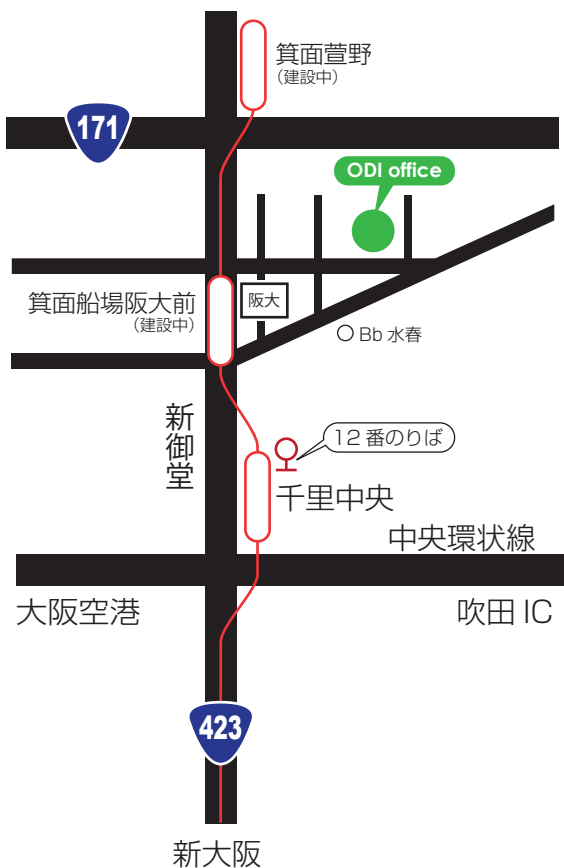 箕面萱野
(建設中)
171
ODI office
箕面船場阪大前
(建設中)
阪大
Bb 水春
新御堂
12 番のりば
千里中央
中央環状線
大阪空港
吹田 IC
423
新大阪